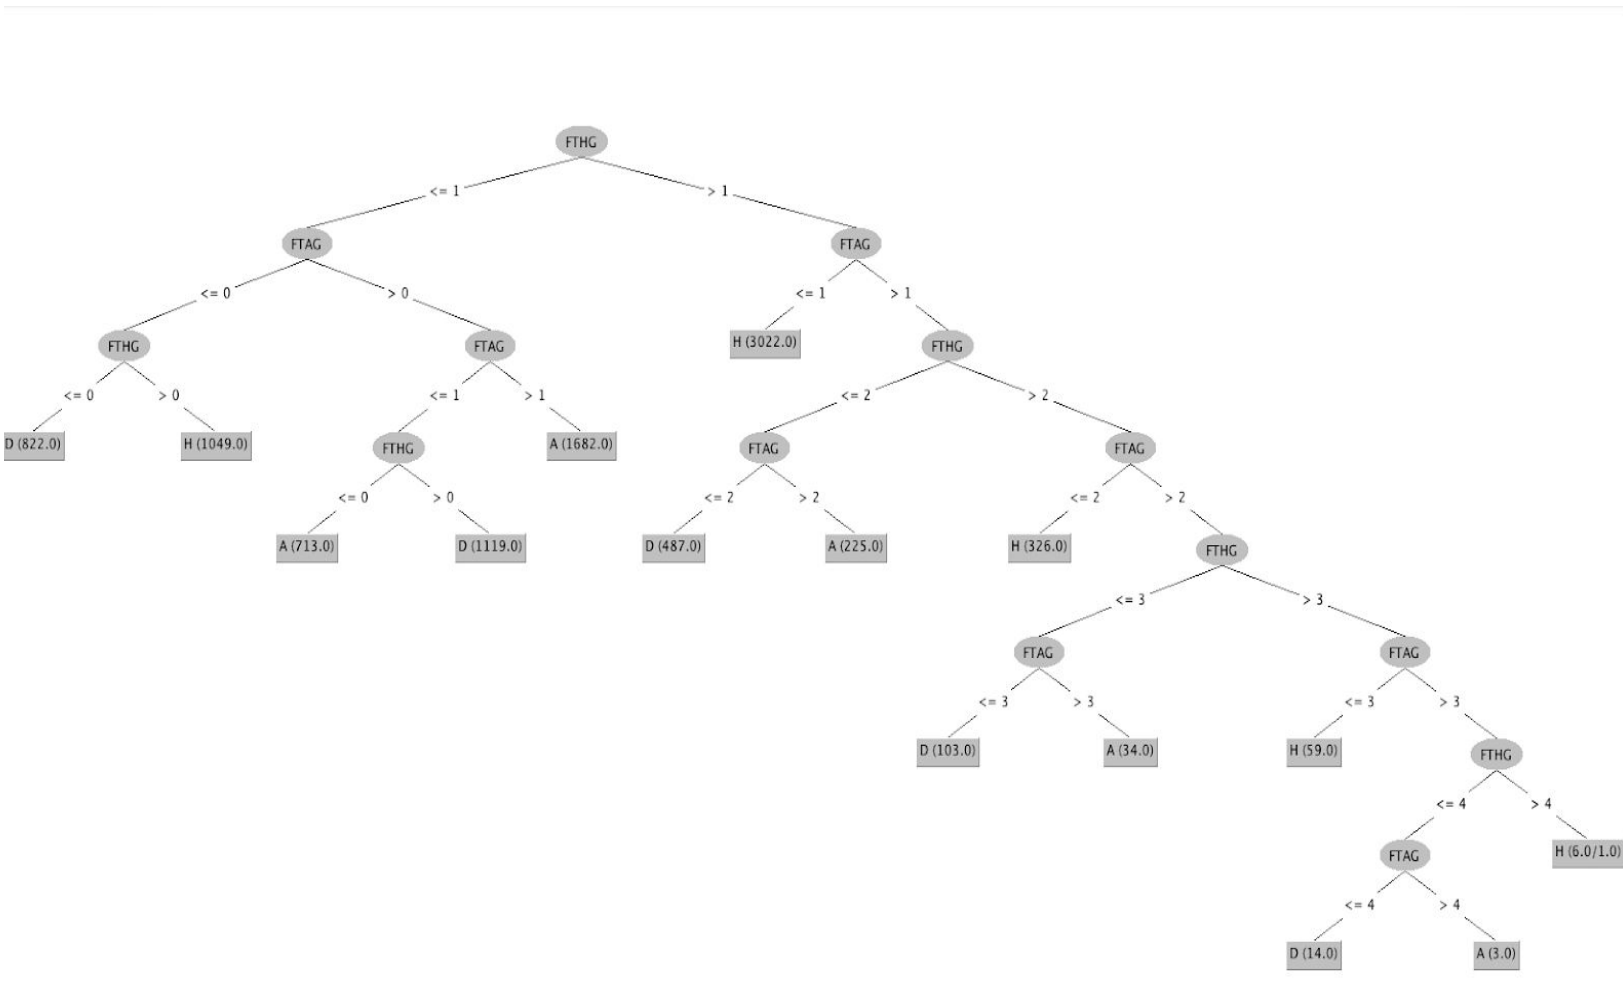 FTHG
<= 1
> 1
FTAG
FTAG
<= 0
> 0
<= 1
> 1
FTHG
FTAG
H (3022.0)
FTHG
<= 0
> 0
<= 1
> 1
<= 2
> 2
D (822.0)
H (1049.0)
FTHG
A (1682.0)
FTAG
FTAG
<= 0
> 0
<= 2
> 2
<= 2
> 2
A (713.0)
D (1119.0)
D (487.0)
A (225.0)
H (326.0)
FTHG
<= 3
> 3
FTAG
FTAG
<= 3
> 3
<= 3
> 3
D (103.0)
A (34.0)
H (59.0)
FTHG
<= 4
> 4
FTAG
H (6.0/1.0)
<= 4
> 4
D (14.0)
A (3.0)